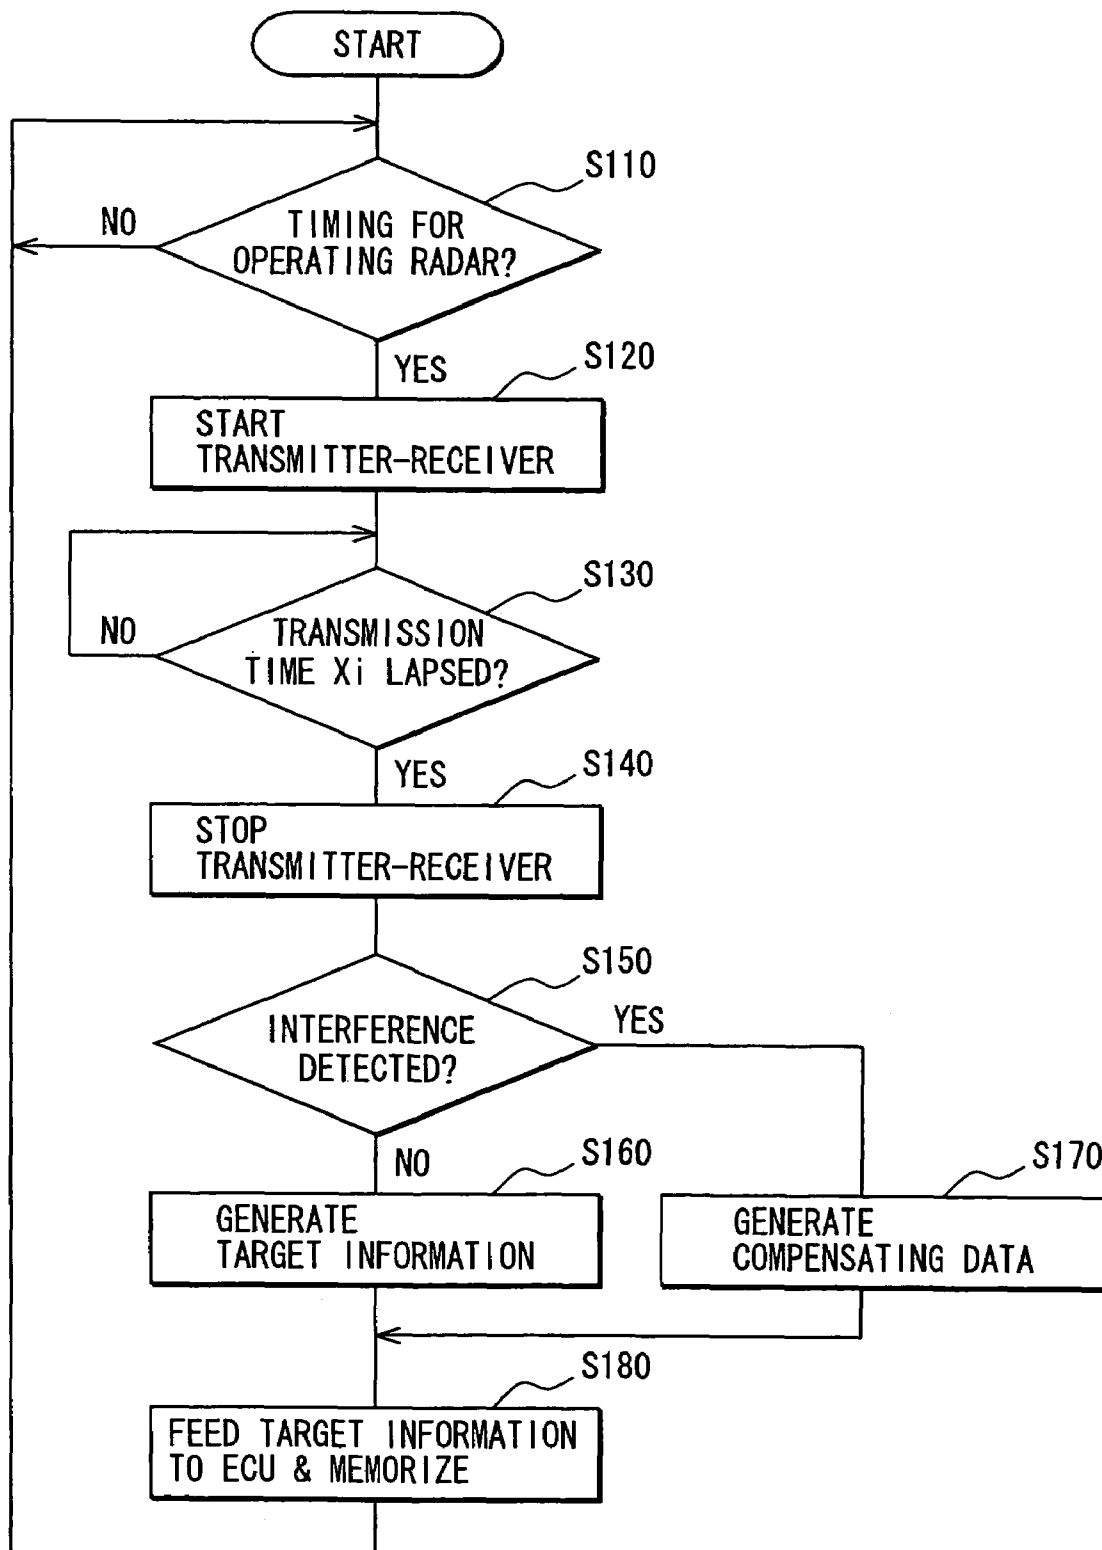 START
S110
NO
TIMING FOR
OPERATING RADAR?
YES
S120
START
TRANSMITTER-RECEIVER
S130
NO
TRANSMISSION
TIME Xi LAPSED?
YES
S140
STOP
TRANSMITTER-RECEIVER
S150
YES
INTERFERENCE
DETECTED?
NO
S160
S170
GENERATE
TARGET INFORMATION
GENERATE
COMPENSATING DATA
S180
FEED TARGET INFORMATION
TO ECU & MEMORIZE